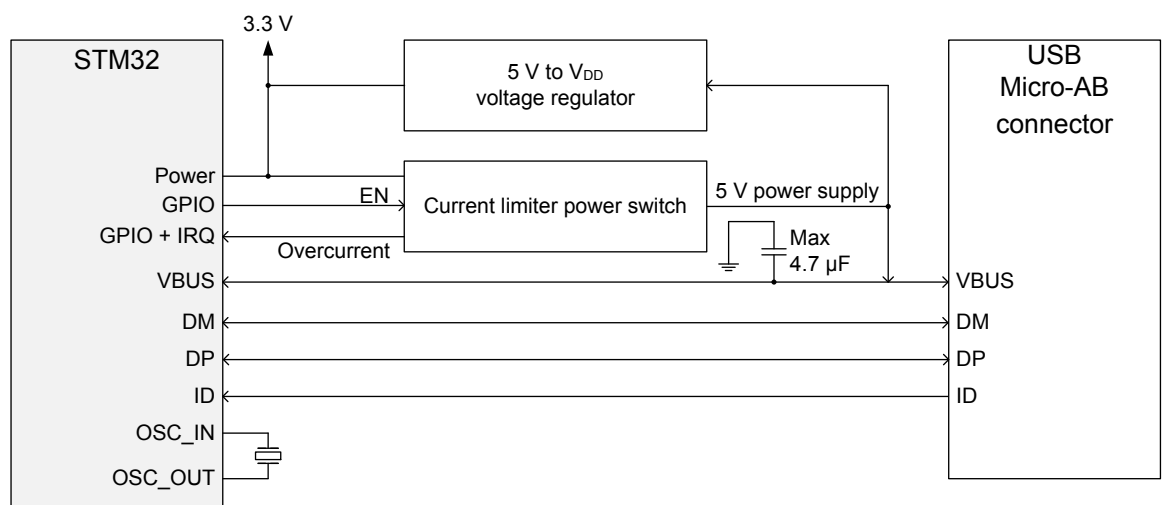 3.3 V
STM32
5 V to VDD
voltage regulator
USB
Micro-AB
connector
Power
GPIO
EN
Current limiter power switch
5 V power supply
GPIO + IRQ
Overcurrent
Max
4.7 µF
VBUS
VBUS
DM
DM
DP
DP
ID
ID
OSC_IN
OSC_OUT